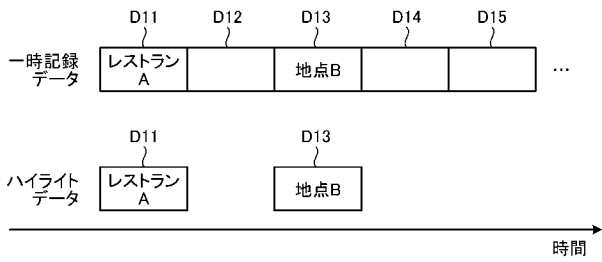 D11 D12 D13 D14 D15
一時記録
データ
レストラン
A
地点B
…
D11 D13
ハイライト
データ
レストラン
A
地点B
時間